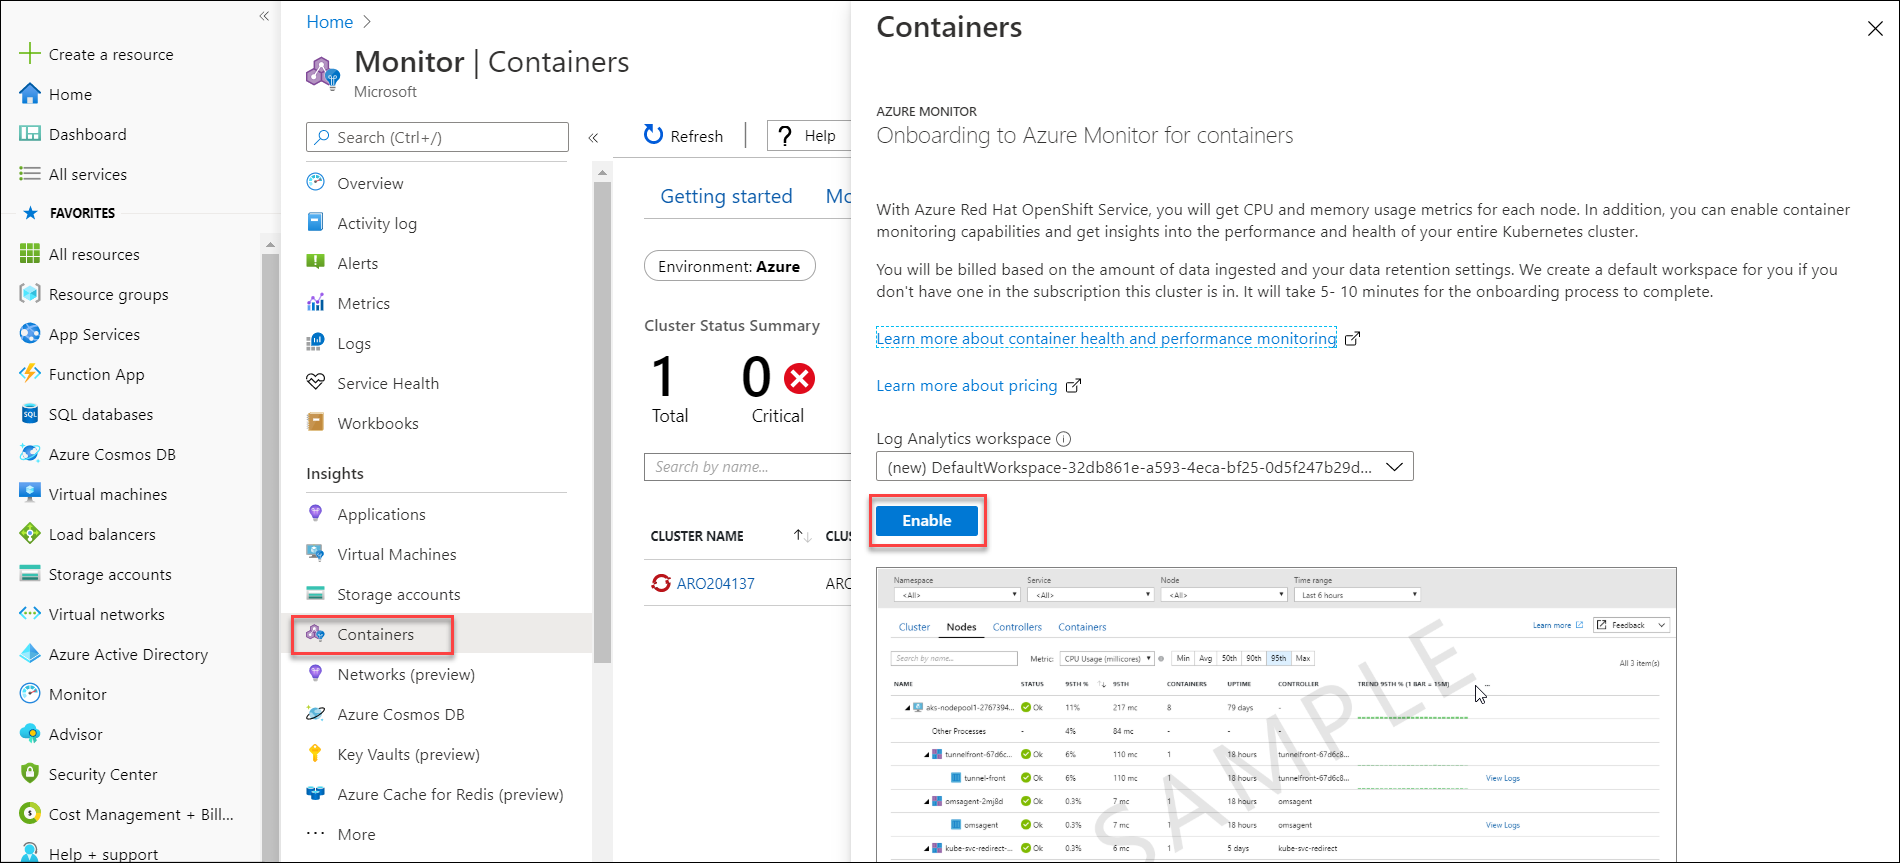 Create a resource
Home
Dashboard
All services
FAVORITES
All resources
Resource groups
App Services
Function App
SQL databases
Azure Cosmos DB
Virtual machines
Load balancers
Storage accounts
Virtual networks
Azure Active Directory
Monitor
Advisor
Security Center
Cost Management + Bill...
Help + support
Home
Monitor | Containers
Microsoft
Search (Ctrl+/)
Overview
Activity log
Alerts
Metrics
Logs
Service Health
Workbooks
Insights
Applications
Virtual Machines
Storage accounts
Containers
Networks (preview)
Azure Cosmos DB
Key Vaults (preview)
Azure Cache for Redis (preview)
More
Refresh
? Help
Getting started Mo
Environment: Azure
Cluster Status Summary
1 0
Total Critical
Search by name...
CLUSTER NAME CLUS
ARO204137 ARO
Containers
AZURE MONITOR
Onboarding to Azure Monitor for containers
With Azure Red Hat OpenShift Service, you will get CPU and memory usage metrics for each node. In addition, you can enable container
monitoring capabilities and get insights into the performance and health of your entire Kubernetes cluster.
You will be billed based on the amount of data ingested and your data retention settings. We create a default workspace for you if you
don't have one in the subscription this cluster is in. It will take 5- 10 minutes for the onboarding process to complete.
Learn more about container health and performance monitoring
Learn more about pricing
Log Analytics workspace
(new) DefaultWorkspace-32db861e-a593-4eca-bf25-0d5f247b29d...
Enable
Namespace Service Node Time range
<All> <All> <All> Last 6 hours
Cluster Nodes Controllers Containers Learn more Feedback
Search by name... Metric: CPU Usage (millicores) Min Avg 50th 90th 95th Max All 3 item(s)
NAME STATUS 95TH % 95TH CONTAINERS UPTIME CONTROLLER TREND 95TH % (1 BAR = 15M) ...
aks-nodepool1-2767394... Ok 11% 217 mc 8 79 days -
Other Processes - 4% 84 mc - - -
tunnelfront-67d6c... Ok 6% 110 mc 1 18 hours tunnelfront-67d6c8...
tunnel-front Ok 6% 110 mc 1 18 hours tunnelfront-67d6c8... View Logs
omsagent-2mj8d Ok 0.3% 7 mc 1 18 hours omsagent
omsagent Ok 0.3% 7 mc 1 18 hours omsagent View Logs
kube-svc-redirect-... Ok 0.3% 6 mc 1 5 days kube-svc-redirect
SAMPLE